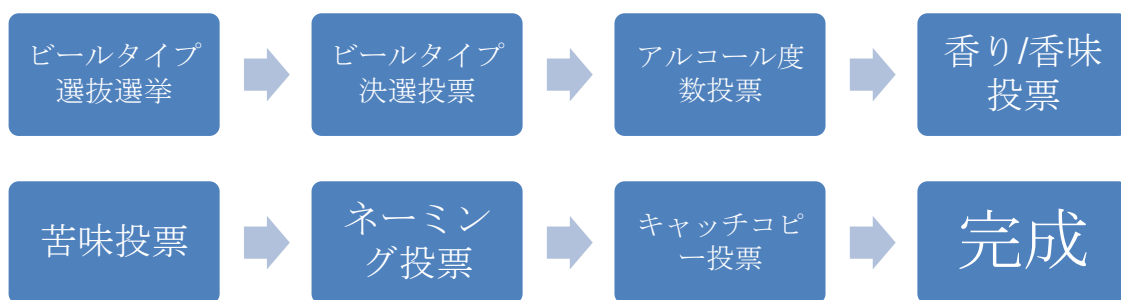 ビールタイプ
選抜選挙
ビールタイプ
決選投票
アルコール度
数投票
香り/香味
投票
苦味投票
ネーミン
グ投票
キャッチコピ
ー投票
完成